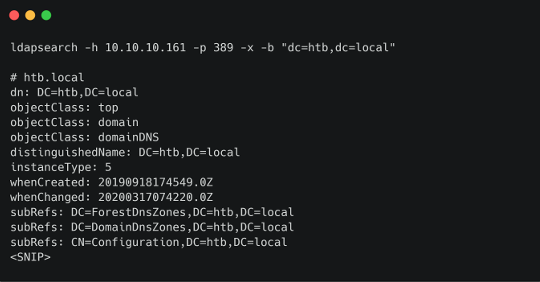 ldapsearch -h 10.10.10.161 -p 389 -x -b "dc=htb,dc=local"
# htb.local
dn: DC=htb,DC=local
objectClass: top
objectClass: domain
objectClass: domainDNS
distinguishedName: DC=htb,DC=local
instanceType: 5
whenCreated: 20190918174549.0Z
whenChanged: 20200317074220.0Z
subRefs: DC=ForestDnsZones,DC=htb,DC=local
subRefs: DC=DomainDnsZones,DC=htb,DC=local
subRefs: CN=Configuration,DC=htb,DC=local
<SNIP>